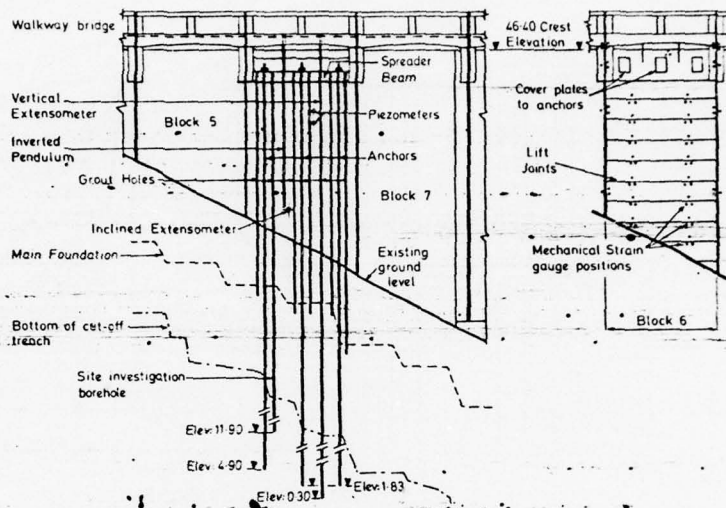 Walkway bridge
46·40 Crest
Elevation
Spreader
Beam
Cover plates
to anchors
Vertical
Extensometer
Piezometers
Block 5
Inverted
Pendulum
Anchors
Lift
Joints
Grout Holes
Block 7
Inclined Extensometer
Main Foundation
Existing
ground
level
Mechanical Strain
gauge positions
Bottom of cut-off
trench
Block 6
Site investigation
borehole
Elev: 11·90
Elev: 4·90
Elev: 1·83
Elev: 0·30